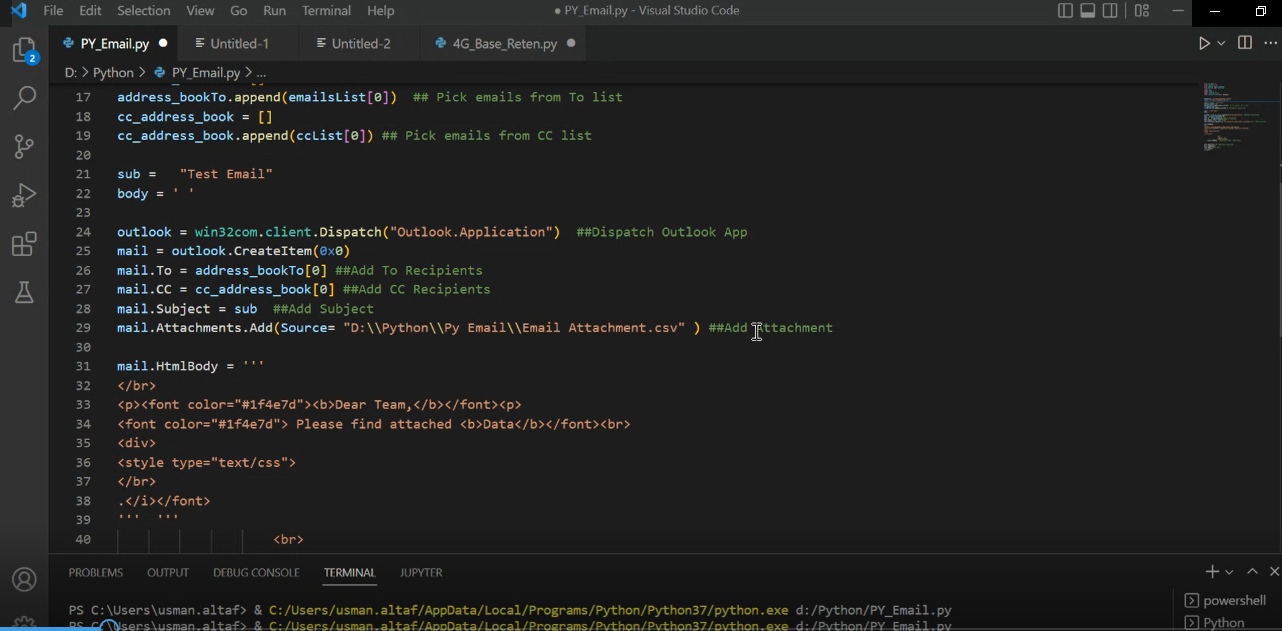 File Edit Selection View Go Run Terminal Help ● PY_Email.py - Visual Studio Code
PY_Email.py ● Untitled-1 Untitled-2 4G_Base_Reten.py ●
2
D: > Python > PY_Email.py > ...
17 address_bookTo.append(emailsList[0]) ## Pick emails from To list
18 cc_address_book = []
19 cc_address_book.append(ccList[0]) ## Pick emails from CC list
20
21 sub = "Test Email"
22 body = ' '
23
24 outlook = win32com.client.Dispatch("Outlook.Application") ##Dispatch Outlook App
25 mail = outlook.CreateItem(0x0)
26 mail.To = address_bookTo[0] ##Add To Recipients
27 mail.CC = cc_address_book[0] ##Add CC Recipients
28 mail.Subject = sub ##Add Subject
29 mail.Attachments.Add(Source= "D:\\Python\\Py Email\\Email Attachment.csv" ) ##Add Attachment
30
31 mail.HtmlBody = '''
32 </br>
33 <p><font color="#1f4e7d"><b>Dear Team,</b></font><p>
34 <font color="#1f4e7d"> Please find attached <b>Data</b></font><br>
35 <div>
36 <style type="text/css">
37 </br>
38 .</i></font>
39 ''' '''
40 <br>
PROBLEMS OUTPUT DEBUG CONSOLE TERMINAL JUPYTER
PS C:\Users\usman.altaf> & C:/Users/usman.altaf/AppData/Local/Programs/Python/Python37/python.exe d:/Python/PY_Email.py
PS C:\Users\usman.altaf> & C:/Users/usman.altaf/AppData/Local/Programs/Python/Python37/python.exe d:/Python/PY_Email.py
powershell
Python